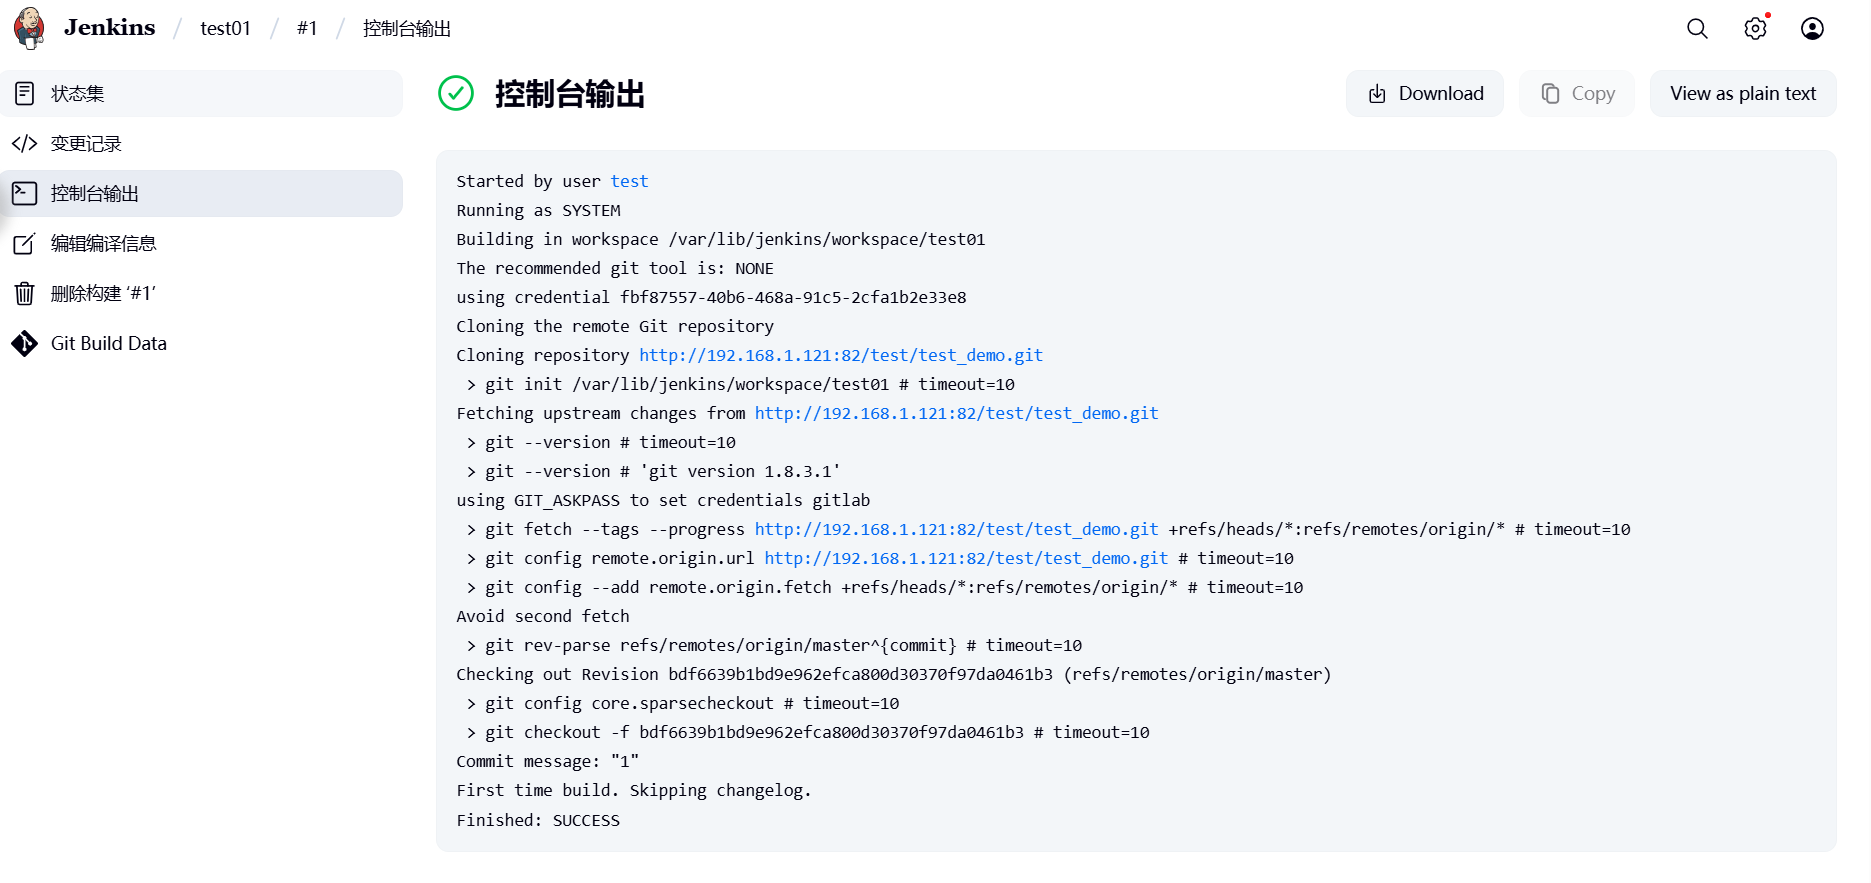 Jenkins / test01 / #1 / 控制台输出
状态集
变更记录
控制台输出
编辑编译信息
删除构建 ‘#1’
Git Build Data
控制台输出
Download
Copy
View as plain text
Started by user test
Running as SYSTEM
Building in workspace /var/lib/jenkins/workspace/test01
The recommended git tool is: NONE
using credential fbf87557-40b6-468a-91c5-2cfa1b2e33e8
Cloning the remote Git repository
Cloning repository http://192.168.1.121:82/test/test_demo.git
 > git init /var/lib/jenkins/workspace/test01 # timeout=10
Fetching upstream changes from http://192.168.1.121:82/test/test_demo.git
 > git --version # timeout=10
 > git --version # 'git version 1.8.3.1'
using GIT_ASKPASS to set credentials gitlab
 > git fetch --tags --progress http://192.168.1.121:82/test/test_demo.git +refs/heads/*:refs/remotes/origin/* # timeout=10
 > git config remote.origin.url http://192.168.1.121:82/test/test_demo.git # timeout=10
 > git config --add remote.origin.fetch +refs/heads/*:refs/remotes/origin/* # timeout=10
Avoid second fetch
 > git rev-parse refs/remotes/origin/master^{commit} # timeout=10
Checking out Revision bdf6639b1bd9e962efca800d30370f97da0461b3 (refs/remotes/origin/master)
 > git config core.sparsecheckout # timeout=10
 > git checkout -f bdf6639b1bd9e962efca800d30370f97da0461b3 # timeout=10
Commit message: "1"
First time build. Skipping changelog.
Finished: SUCCESS